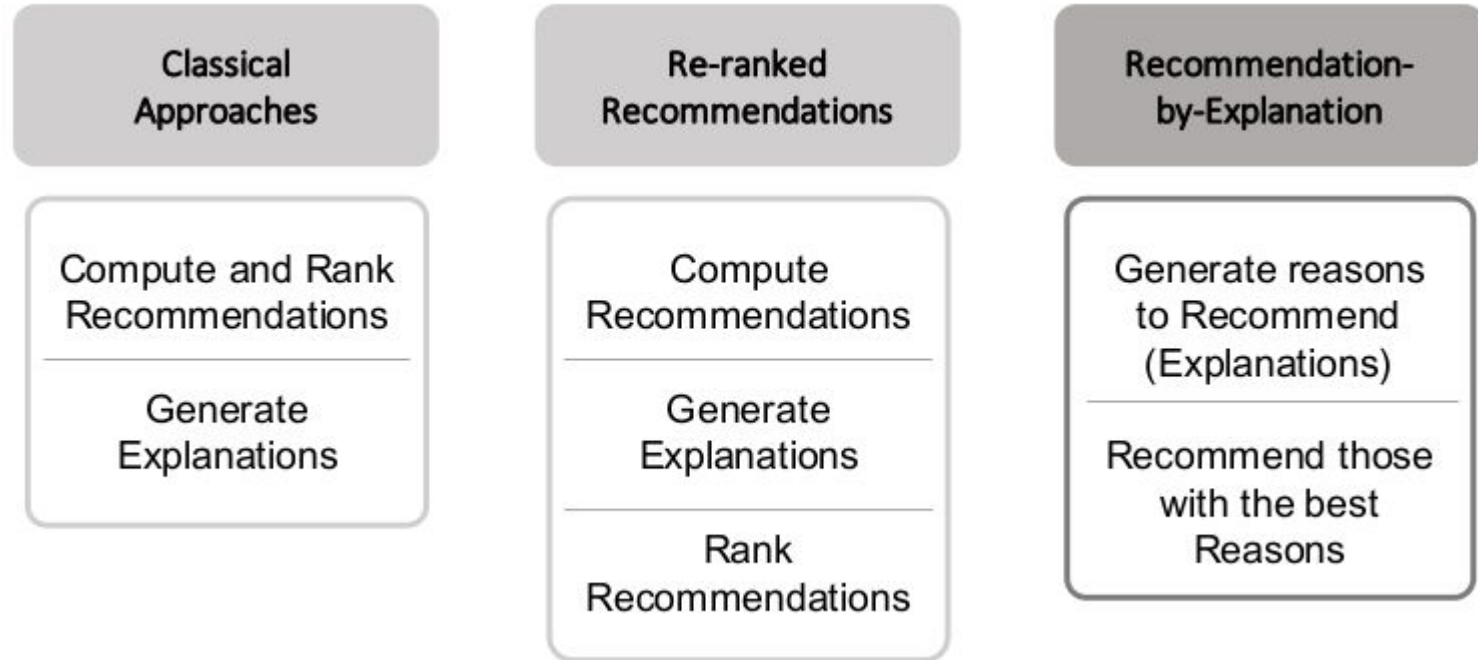 Classical
Approaches
Compute and Rank
Recommendations
Generate
Explanations
Re-ranked
Recommendations
Compute
Recommendations
Generate
Explanations
Rank
Recommendations
Recommendation-
by-Explanation
Generate reasons
to Recommend
(Explanations)
Recommend those
with the best
Reasons